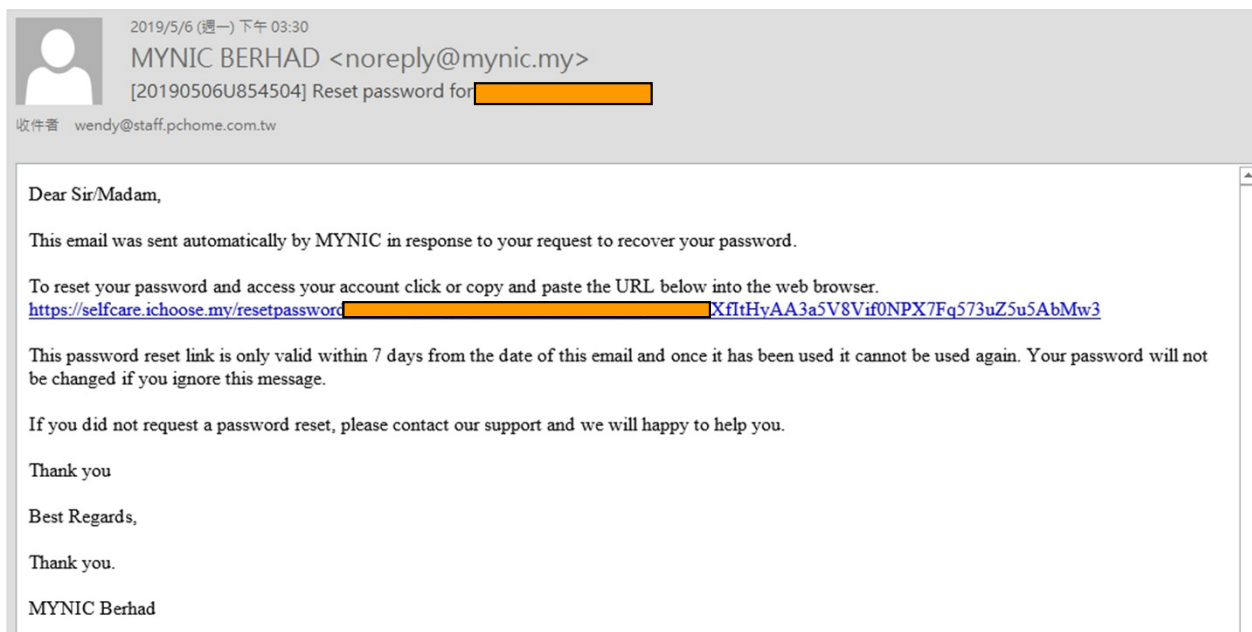 2019/5/6 (週一) 下午 03:30
MYNIC BERHAD <noreply@mynic.my>
[20190506U854504] Reset password for
收件者 wendy@staff.pchome.com.tw
Dear Sir/Madam,
This email was sent automatically by MYNIC in response to your request to recover your password.
To reset your password and access your account click or copy and paste the URL below into the web browser.
https://selfcare.ichoose.my/resetpassword XfItHyAA3a5V8Vif0NPX7Fq573uZ5u5AbMw3
This password reset link is only valid within 7 days from the date of this email and once it has been used it cannot be used again. Your password will not
be changed if you ignore this message.
If you did not request a password reset, please contact our support and we will happy to help you.
Thank you
Best Regards,
Thank you.
MYNIC Berhad